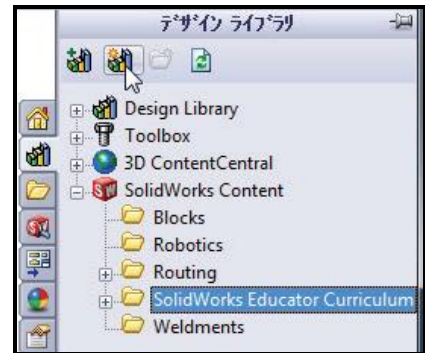 デザイン ライブラリ
Design Library
Toolbox
3D ContentCentral
SolidWorks Content
Blocks
Robotics
Routing
SolidWorks Educator Curriculum
Weldments